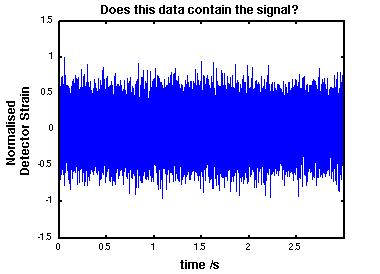 Does this data contain the signal?
1.5
1
0.5
0
-0.5
-1
-1.5
Normalised
Detector Strain
0 0.5 1 1.5 2 2.5
time /s